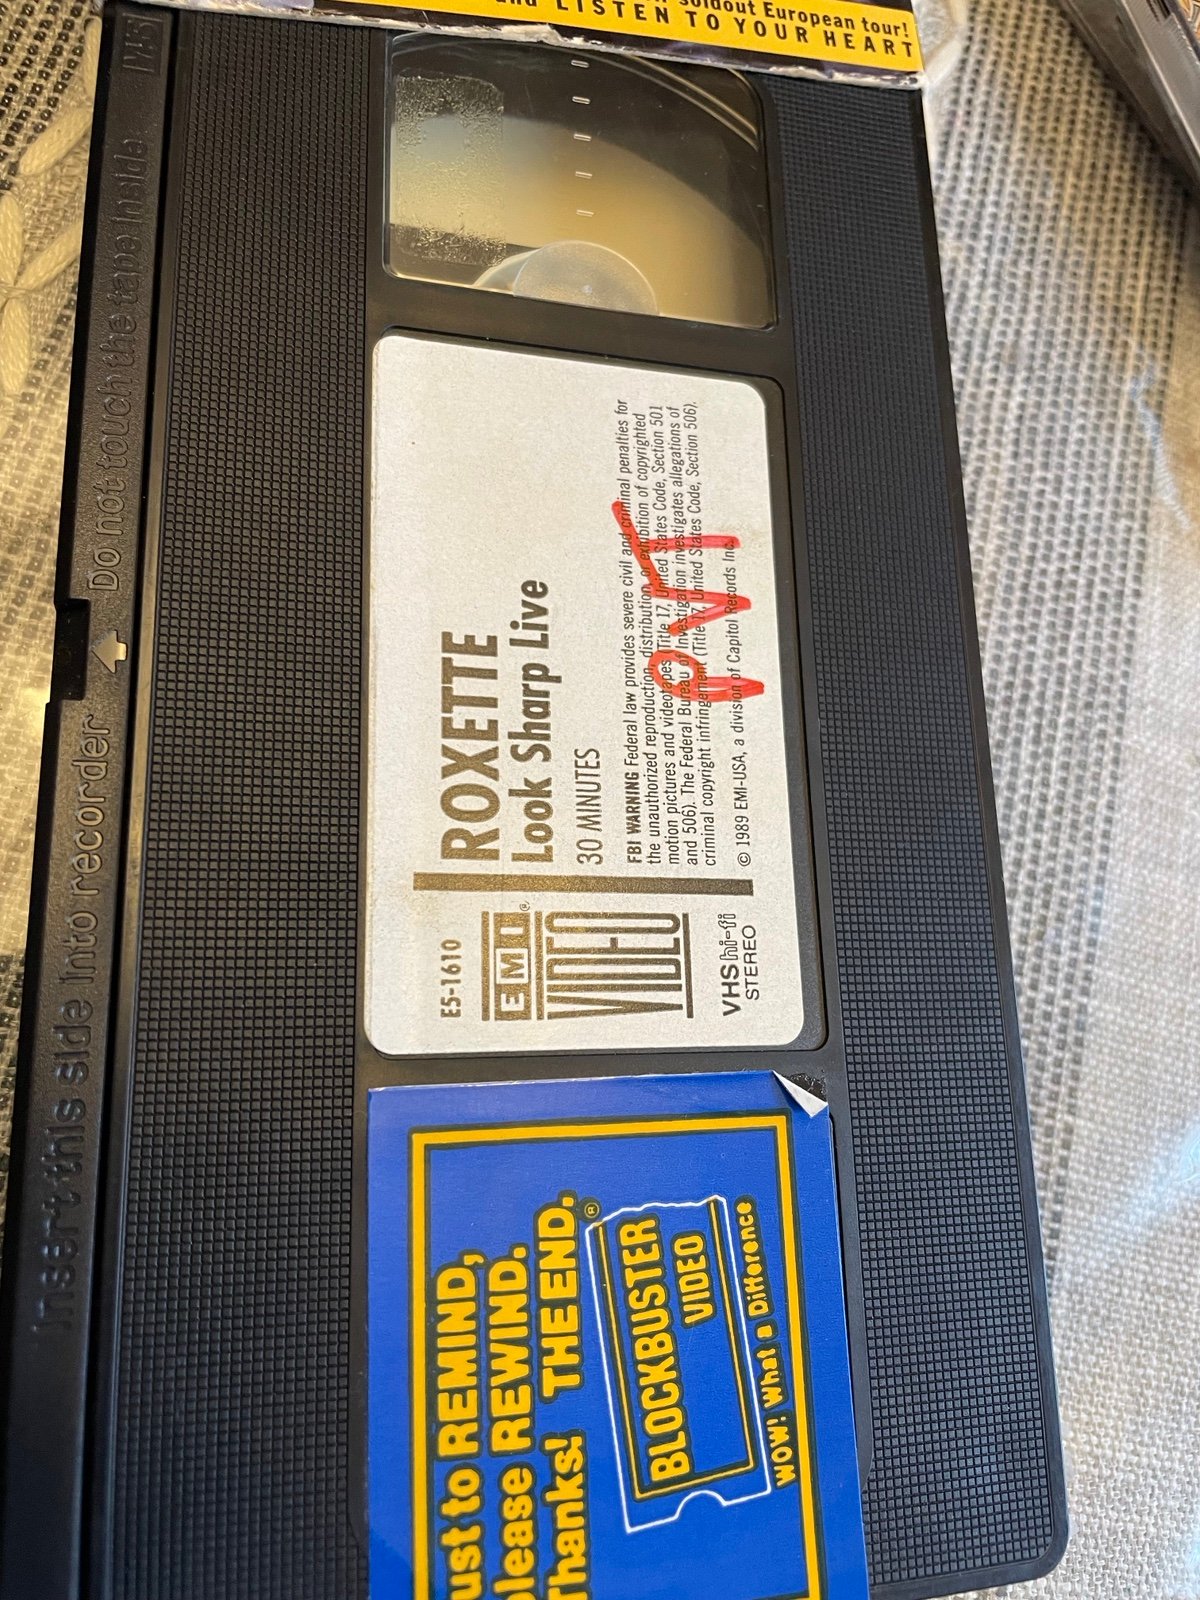 soldout European tour!
and LISTEN TO YOUR HEART
VHS
Insert this side into recorder
Do not touch the tape inside
E5-1610
EMI®
VIDEO
VHS hi-fi
STEREO
ROXETTE
Look Sharp Live
30 MINUTES
FBI WARNING Federal law provides severe civil and criminal penalties for
the unauthorized reproduction, distribution, or exhibition of copyrighted
motion pictures and videotapes (Title 17, United States Code, Section 501
and 506). The Federal Bureau of Investigation investigates allegations of
criminal copyright infringement (Title 17, United States Code, Section 506).
© 1989 EMI-USA, a division of Capitol Records Inc.
ust to REMIND,
please REWIND.
Thanks! THE END.
BLOCKBUSTER®
VIDEO
WOW! What a Difference